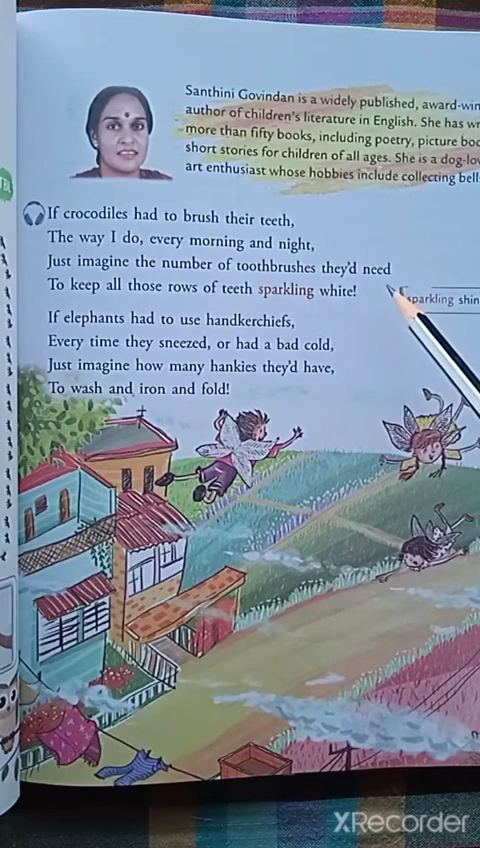 Santhini Govindan is a widely published, award-win
author of children's literature in English. She has wr
more than fifty books, including poetry, picture boo
short stories for children of all ages. She is a dog-lov
art enthusiast whose hobbies include collecting bell
If crocodiles had to brush their teeth,
The way I do, every morning and night,
Just imagine the number of toothbrushes they'd need
To keep all those rows of teeth sparkling white!
sparkling shin
If elephants had to use handkerchiefs,
Every time they sneezed, or had a bad cold,
Just imagine how many hankies they'd have,
To wash and iron and fold!
XRecorder